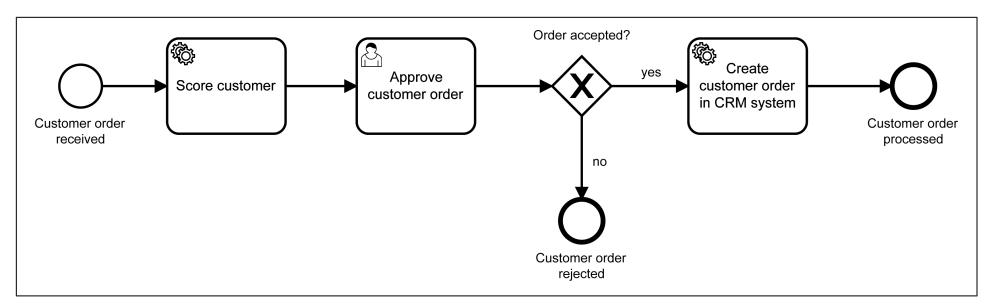 Customer order
received
Score customer
Approve
customer order
Order accepted?
X
yes
no
Create
customer order
in CRM system
Customer order
processed
Customer order
rejected